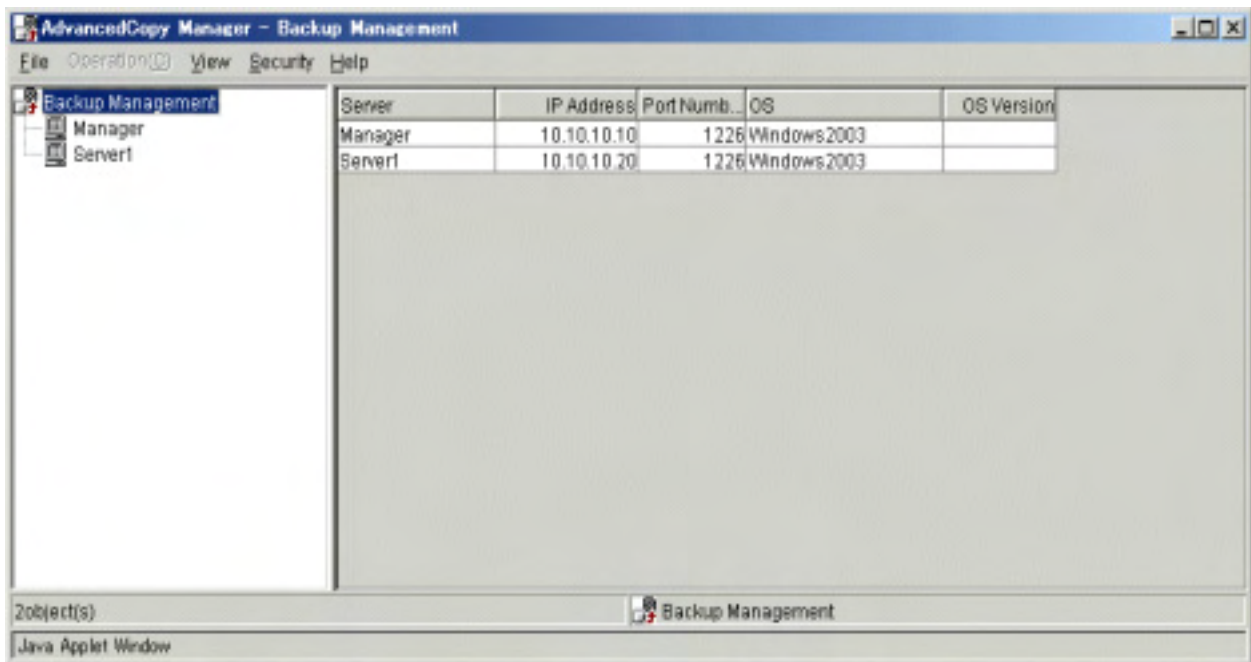 AdvancedCopy Manager - Backup Management
File Operation(O) View Security Help
Backup Management
Manager
Server1
Server IP Address Port Numb... OS OS Version
Manager 10.10.10.10 1226 Windows2003
Server1 10.10.10.20 1226 Windows2003
2object(s) Backup Management
Java Applet Window